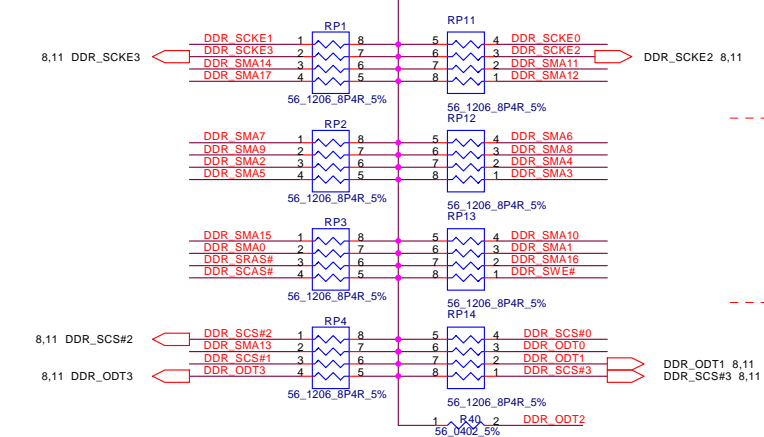 RP1
DDR_SCKE1 1 8
DDR_SCKE3 2 7
DDR_SMA14 3 6
DDR_SMA17 4 5
56_1206_8P4R_5%
8,11 DDR_SCKE3
RP11
5 4 DDR_SCKE0
6 3 DDR_SCKE2
7 2 DDR_SMA11
8 1 DDR_SMA12
56_1206_8P4R_5%
DDR_SCKE2 8,11
RP2
DDR_SMA7 1 8
DDR_SMA9 2 7
DDR_SMA2 3 6
DDR_SMA5 4 5
56_1206_8P4R_5%
RP12
5 4 DDR_SMA6
6 3 DDR_SMA8
7 2 DDR_SMA4
8 1 DDR_SMA3
56_1206_8P4R_5%
RP3
DDR_SMA15 1 8
DDR_SMA0 2 7
DDR_SRAS# 3 6
DDR_SCAS# 4 5
56_1206_8P4R_5%
RP13
5 4 DDR_SMA10
6 3 DDR_SMA1
7 2 DDR_SMA16
8 1 DDR_SWE#
56_1206_8P4R_5%
RP4
8,11 DDR_SCS#2
DDR_SCS#2 1 8
DDR_SMA13 2 7
DDR_SCS#1 3 6
DDR_ODT3 4 5
8,11 DDR_ODT3
56_1206_8P4R_5%
RP14
5 4 DDR_SCS#0
6 3 DDR_ODT0
7 2 DDR_ODT1
8 1 DDR_SCS#3
DDR_ODT1 8,11
DDR_SCS#3 8,11
56_1206_8P4R_5%
1 R40 2 DDR_ODT2
56_0402_5%